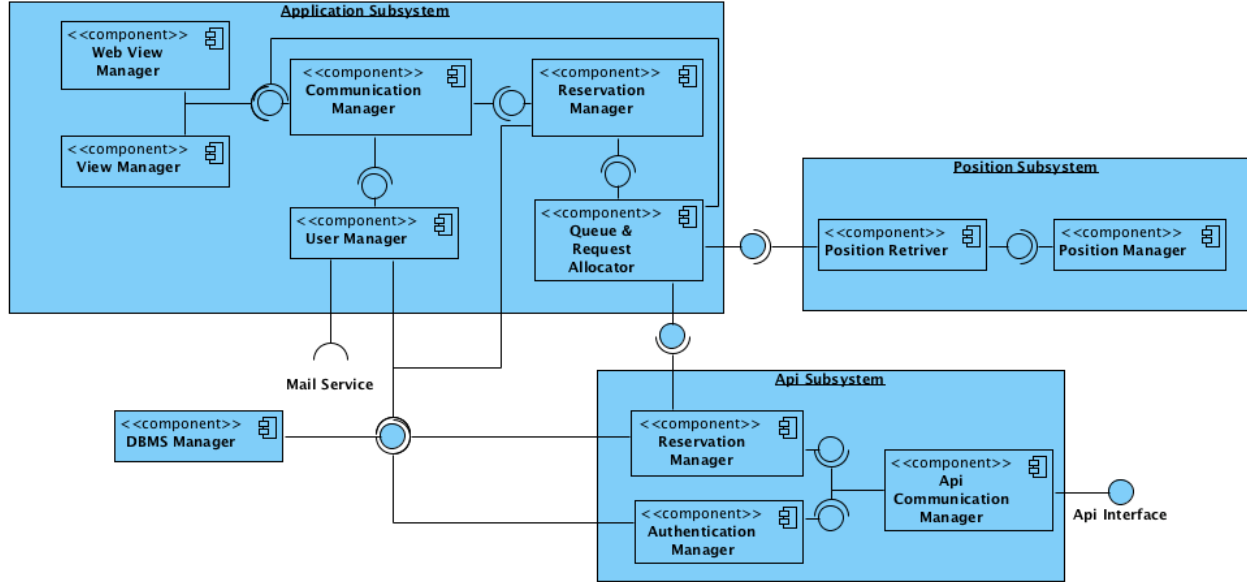 Application Subsystem
<<component>>
Web View
Manager
<<component>>
Communication
Manager
<<component>>
Reservation
Manager
<<component>>
View Manager
<<component>>
User Manager
<<component>>
Queue &
Request
Allocator
Position Subsystem
<<component>>
Position Retriver
<<component>>
Position Manager
Mail Service
<<component>>
DBMS Manager
Api Subsystem
<<component>>
Reservation
Manager
<<component>>
Authentication
Manager
<<component>>
Api
Communication
Manager
Api Interface